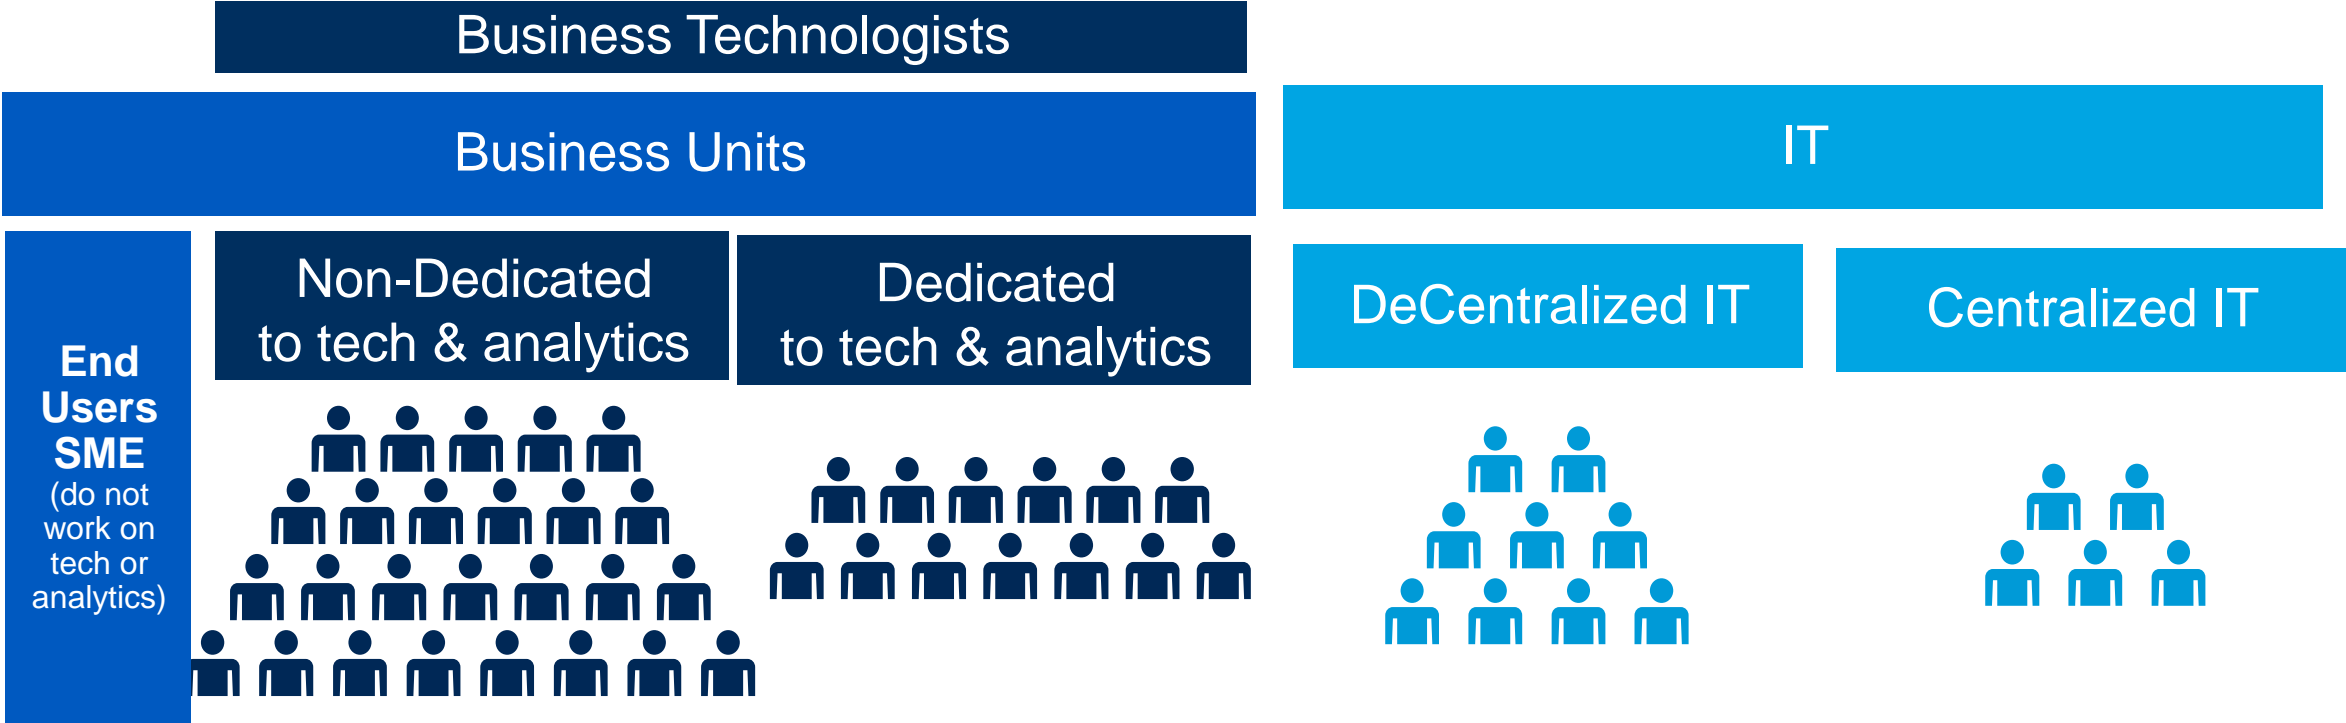 Business Technologists
Business Units
IT
End
Users
SME
(do not
work on
tech or
analytics)
Non-Dedicated
to tech & analytics
Dedicated
to tech & analytics
DeCentralized IT
Centralized IT